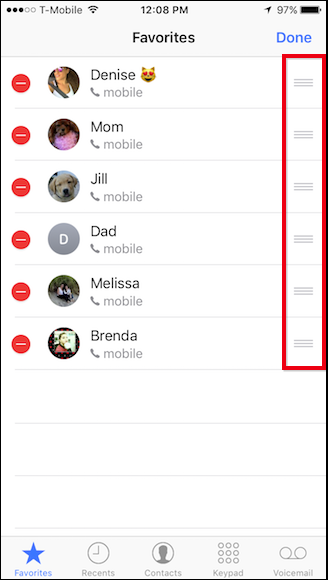 T-Mobile 12:08 PM 97%
Favorites Done
Denise 😻
mobile
Mom
mobile
Jill
mobile
D Dad
mobile
Melissa
mobile
Brenda
mobile
Favorites Recents Contacts Keypad Voicemail